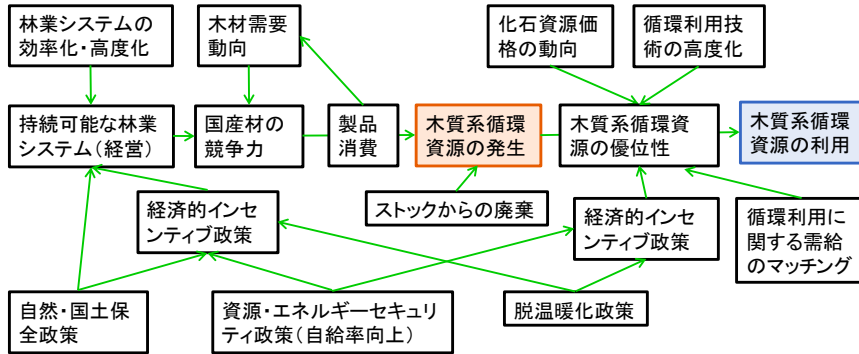 林業システムの
効率化・高度化
木材需要
動向
化石資源価
格の動向
循環利用技
術の高度化
持続可能な林業
システム(経営)
国産材の
競争力
製品
消費
木質系循環
資源の発生
木質系循環資
源の優位性
木質系循環
資源の利用
経済的インセ
ンティブ政策
ストックからの廃棄
経済的インセ
ンティブ政策
循環利用に
関する需給
のマッチング
自然・国土保
全政策
資源・エネルギーセキュリ
ティ政策(自給率向上)
脱温暖化政策